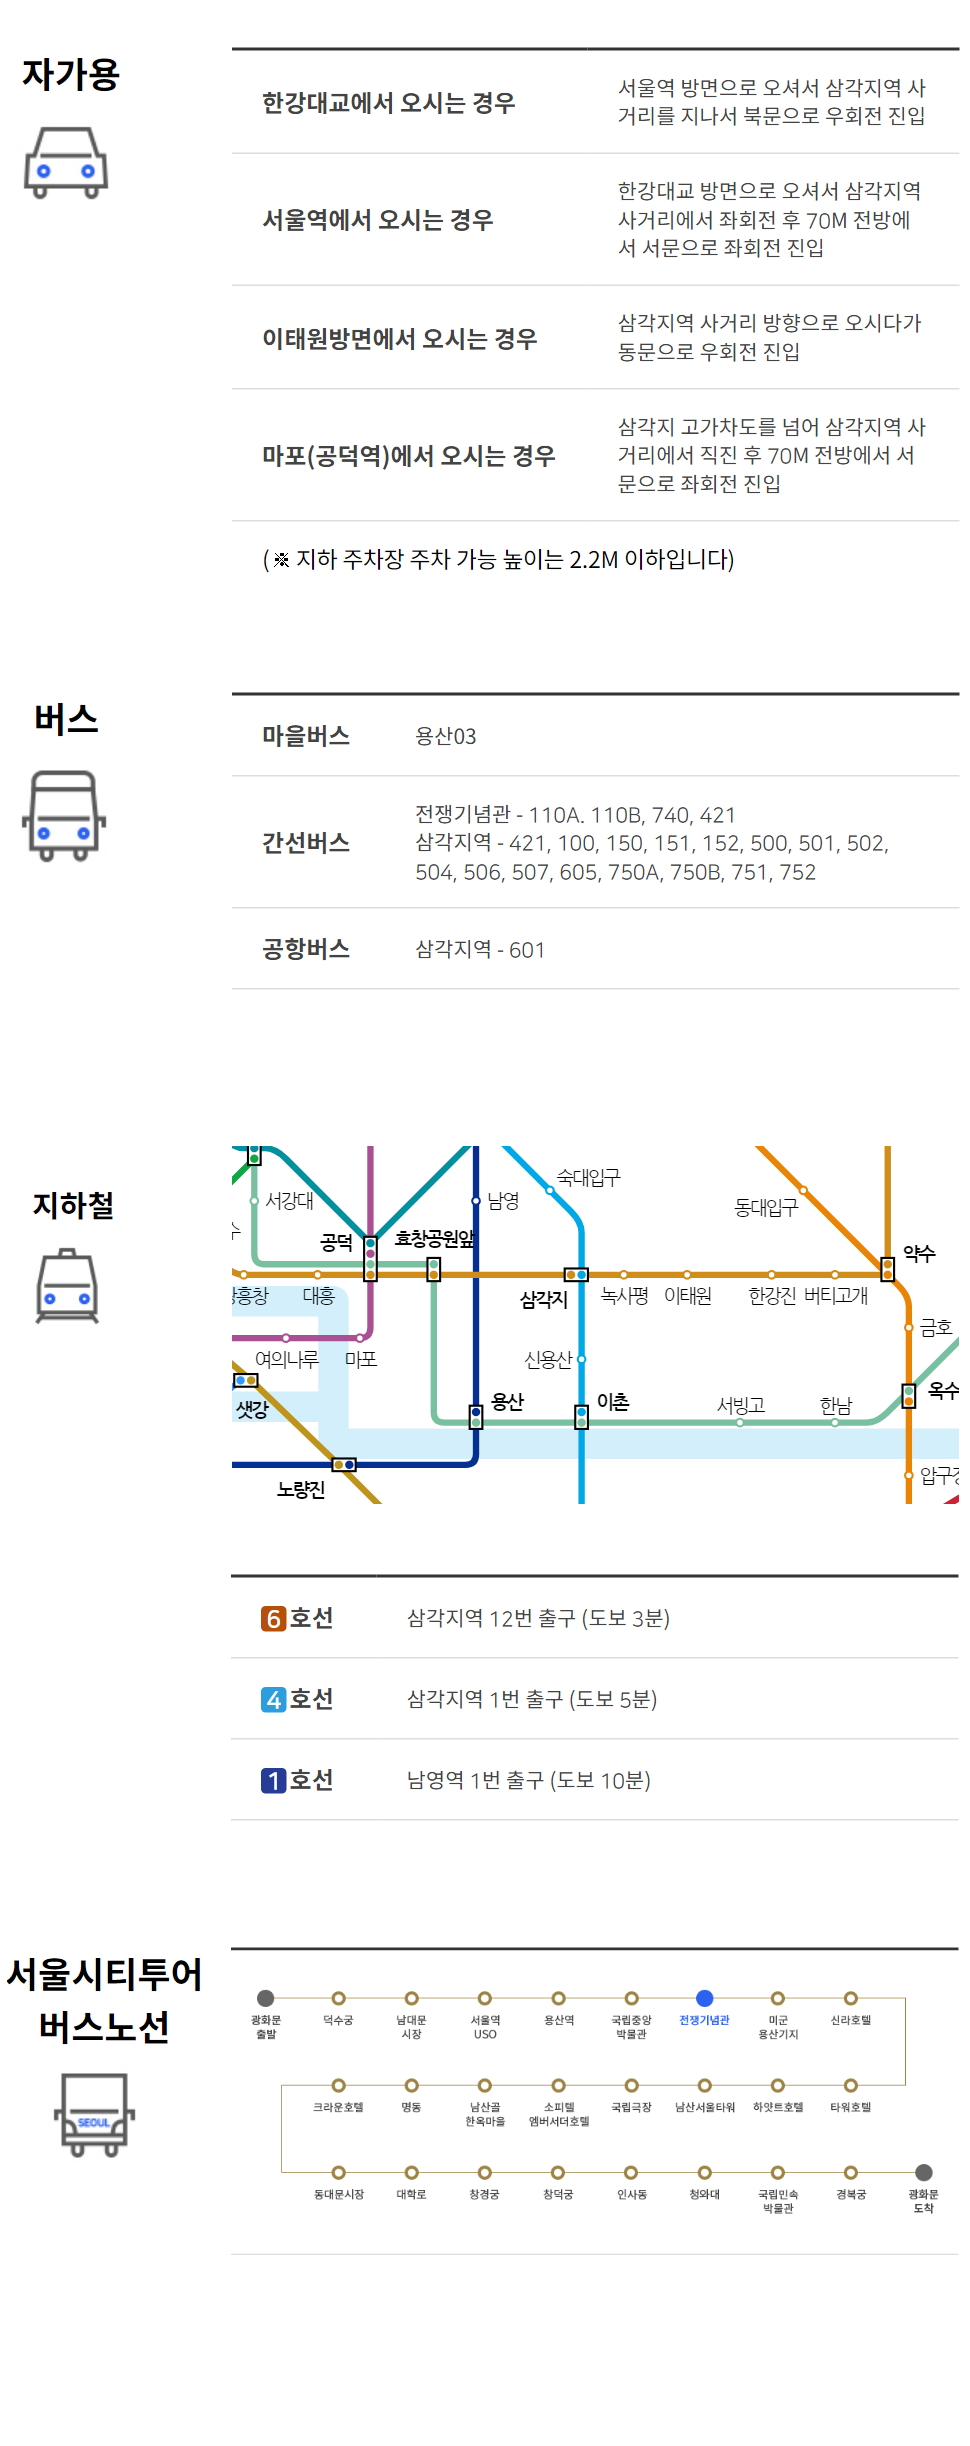 자가용
한강대교에서 오시는 경우
서울역 방면으로 오셔서 삼각지역 사
거리를 지나서 북문으로 우회전 진입
서울역에서 오시는 경우
한강대교 방면으로 오셔서 삼각지역
사거리에서 좌회전 후 70M 전방에
서 서문으로 좌회전 진입
이태원방면에서 오시는 경우
삼각지역 사거리 방향으로 오시다가
동문으로 우회전 진입
마포(공덕역)에서 오시는 경우
삼각지 고가차도를 넘어 삼각지역 사
거리에서 직진 후 70M 전방에서 서
문으로 좌회전 진입
(※ 지하 주차장 주차 가능 높이는 2.2M 이하입니다)
버스
마을버스
용산03
간선버스
전쟁기념관 - 110A. 110B, 740, 421
삼각지역 - 421, 100, 150, 151, 152, 500, 501, 502,
504, 506, 507, 605, 750A, 750B, 751, 752
공항버스
삼각지역 - 601
지하철
숙대입구
서강대
남영
동대입구
공덕
효창공원앞
약수
흥창
대흥
삼각지
녹사평
이태원
한강진
버티고개
금호
여의나루
마포
신용산
옥수
샛강
용산
이촌
서빙고
한남
압구
노량진
6호선
삼각지역 12번 출구 (도보 3분)
4호선
삼각지역 1번 출구 (도보 5분)
1호선
남영역 1번 출구 (도보 10분)
서울시티투어
버스노선
SEOUL
광화문
출발
덕수궁
남대문
시장
서울역
USO
용산역
국립중앙
박물관
전쟁기념관
미군
용산기지
신라호텔
크라운호텔
명동
남산골
한옥마을
소피텔
엠버서더호텔
국립극장
남산서울타워
하얏트호텔
타워호텔
동대문시장
대학로
창경궁
창덕궁
인사동
청와대
국립민속
박물관
경복궁
광화문
도착